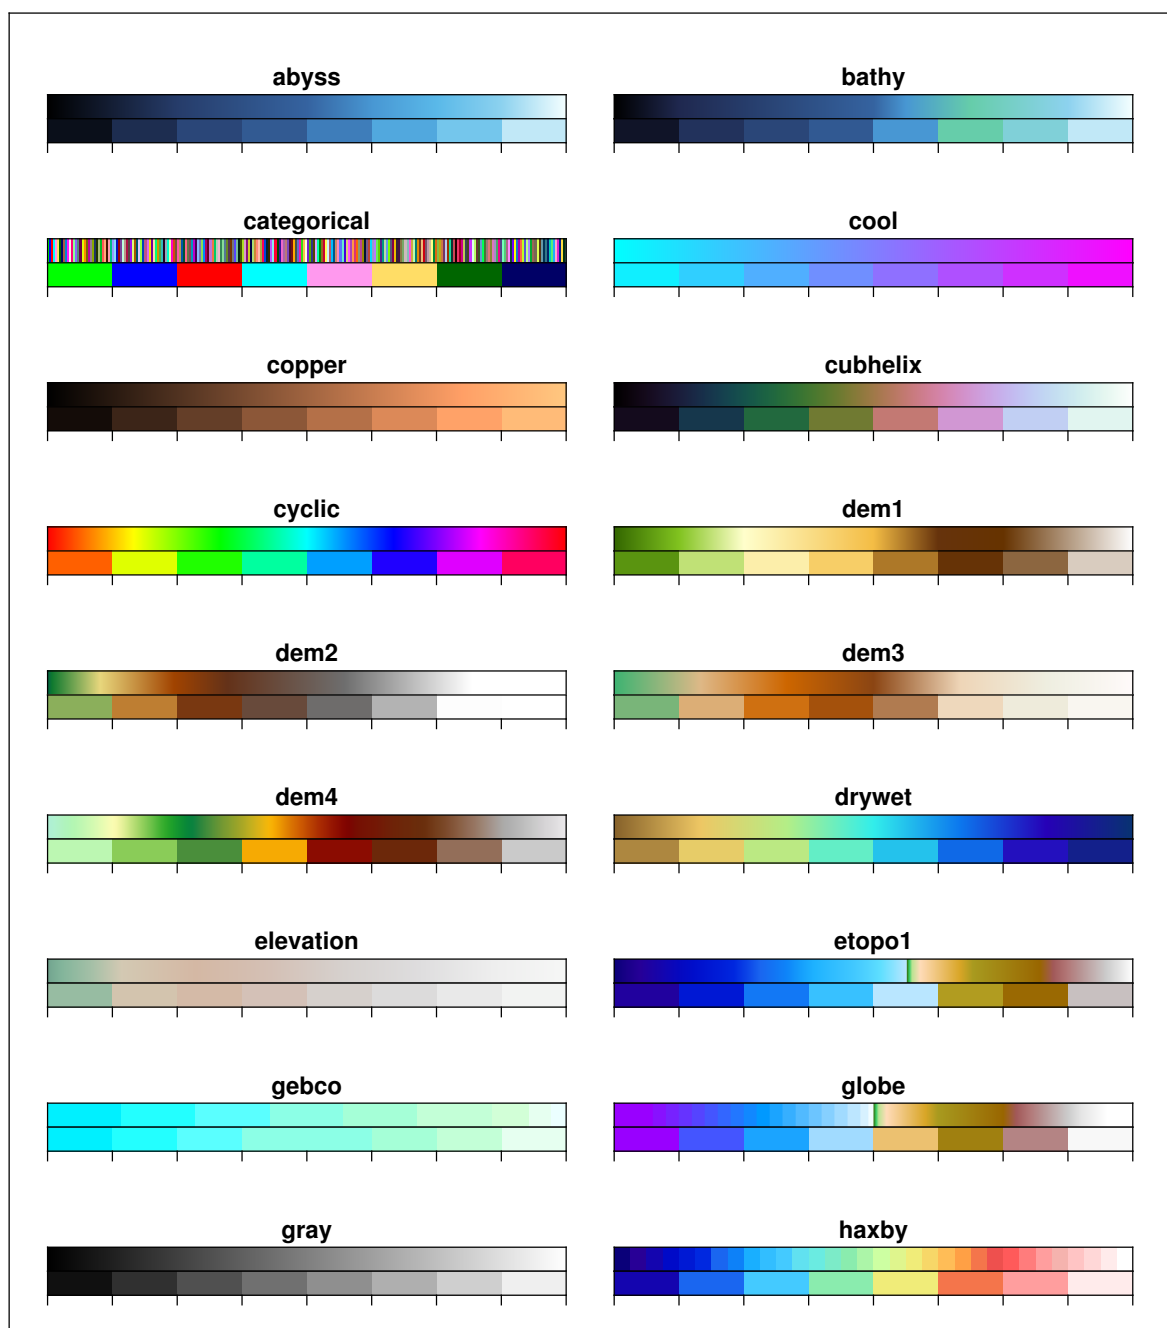 abyss
bathy
categorical
cool
copper
cubhelix
cyclic
dem1
dem2
dem3
dem4
drywet
elevation
etopo1
gebco
globe
gray
haxby